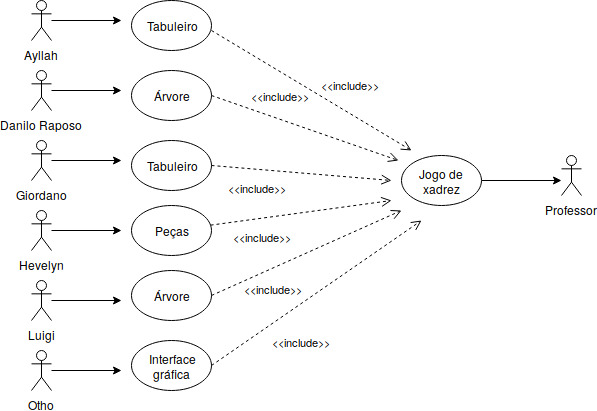 Ayllah
Tabuleiro
<<include>>
Danilo Raposo
Árvore
<<include>>
Giordano
Tabuleiro
<<include>>
Hevelyn
Peças
<<include>>
Luigi
Árvore
<<include>>
Otho
Interface
gráfica
<<include>>
Jogo de
xadrez
Professor